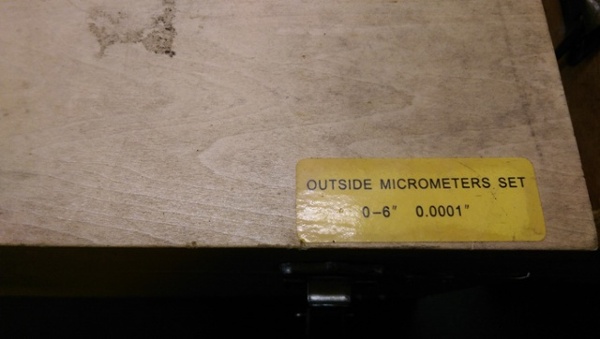 OUTSIDE MICROMETERS SET
0-6" 0.0001"